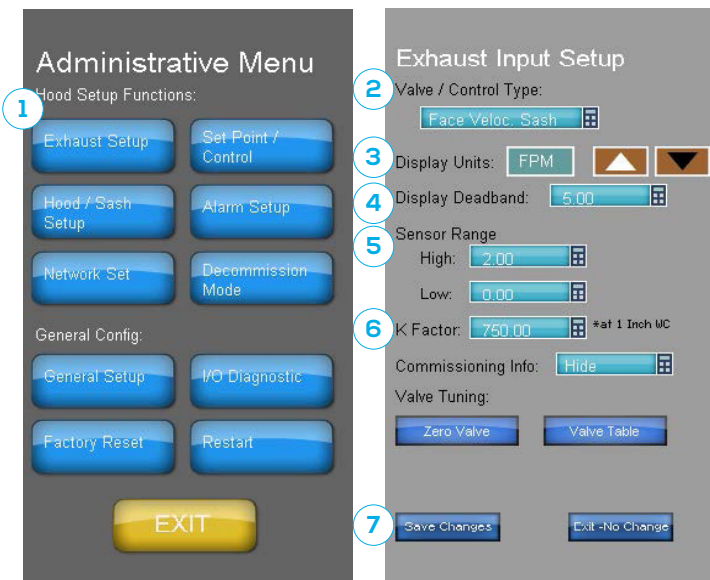 Administrative Menu
1
Hood Setup Functions:
Exhaust Setup
Set Point /
Control
Hood / Sash
Setup
Alarm Setup
Network Set
Decommission
Mode
General Config:
General Setup
I/O Diagnostic
Factory Reset
Restart
EXIT
Exhaust Input Setup
2 Valve / Control Type:
Face Veloc. Sash
3 Display Units: FPM
4 Display Deadband: 5.00
5 Sensor Range
High: 2.00
Low: 0.00
6 K Factor: 750.00 *at 1 Inch WC
Commissioning Info: Hide
Valve Tuning:
Zero Valve Valve Table
7 Save Changes Exit -No Change